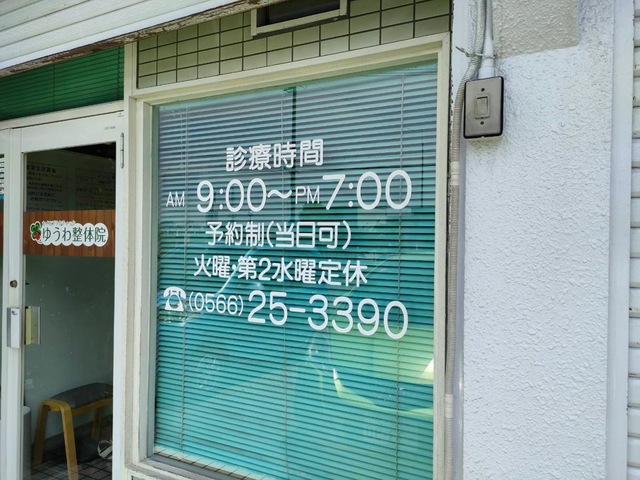 診療時間
AM 9:00～PM 7:00
予約制(当日可)
火曜・第2水曜定休
☎(0566)25-3390
ゆうわ整体院